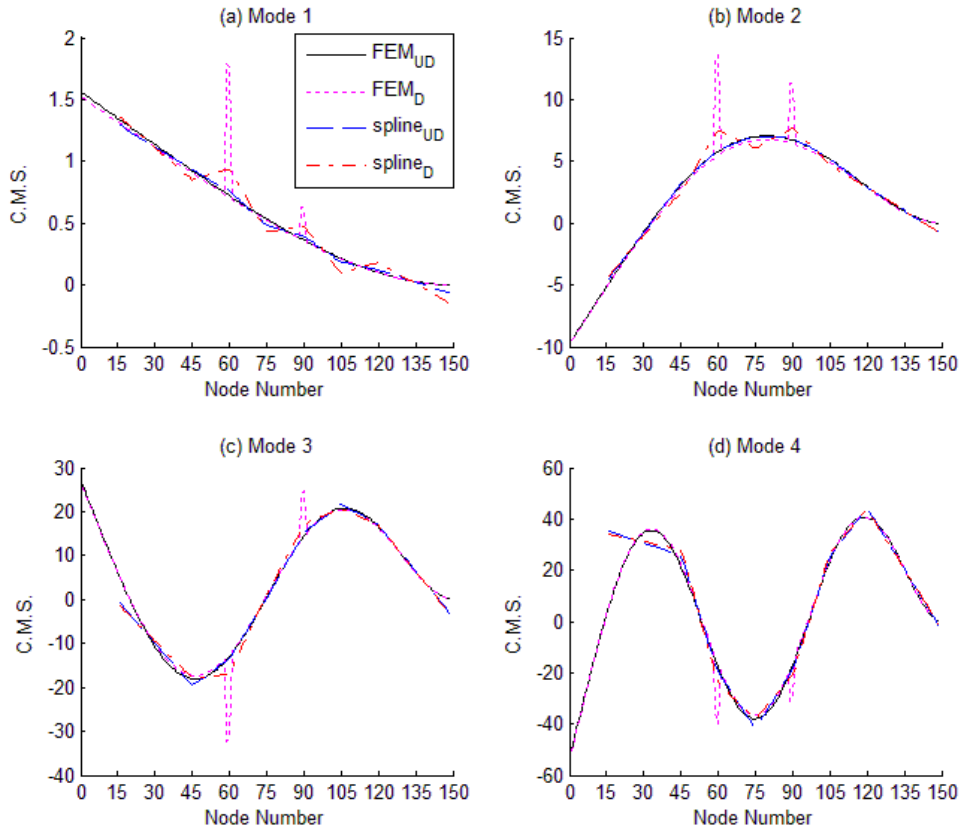 (a) Mode 1
2
1.5
1
0.5
0
-0.5
C.M.S.
0 15 30 45 60 75 90 105 120 135 150
Node Number
FEM_UD
FEM_D
spline_UD
spline_D
(b) Mode 2
15
10
5
0
-5
-10
C.M.S.
0 15 30 45 60 75 90 105 120 135 150
Node Number
(c) Mode 3
30
20
10
0
-10
-20
-30
-40
C.M.S.
0 15 30 45 60 75 90 105 120 135 150
Node Number
(d) Mode 4
60
40
20
0
-20
-40
-60
C.M.S.
0 15 30 45 60 75 90 105 120 135 150
Node Number